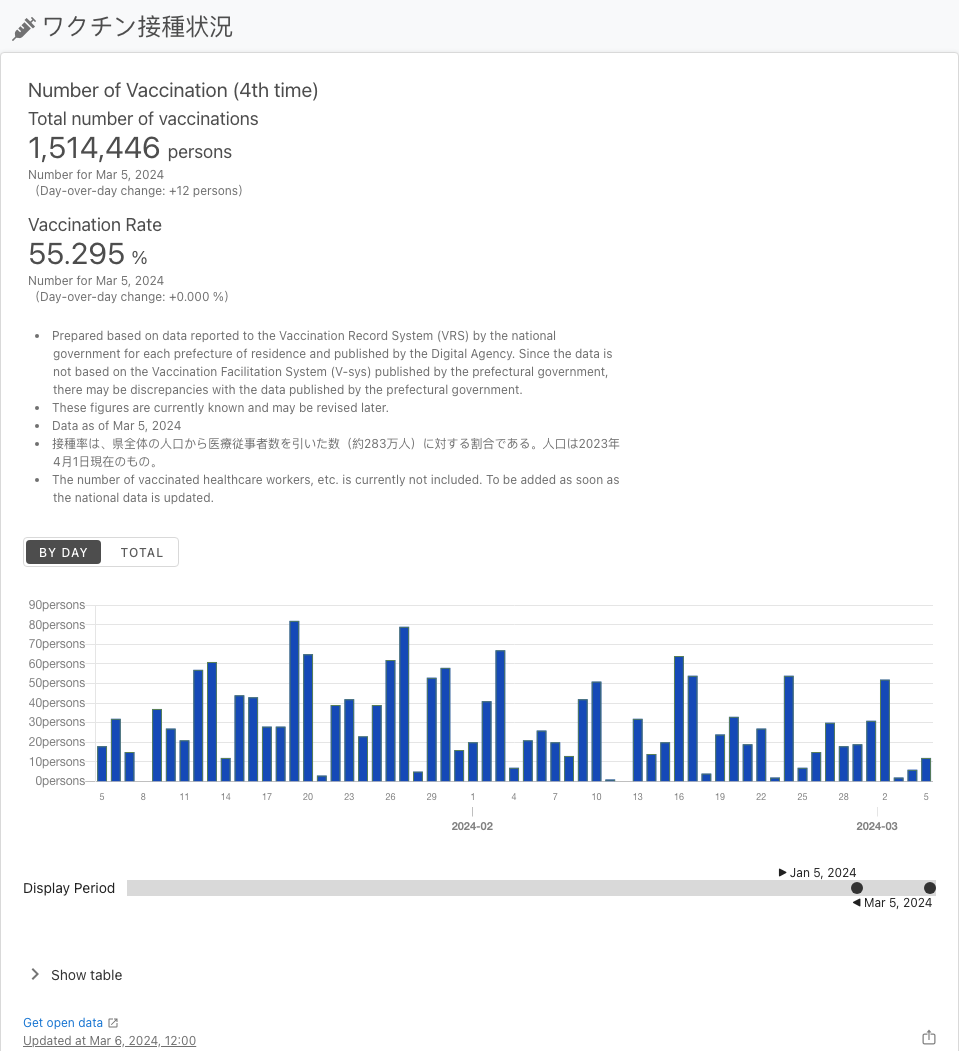 ワクチン接種状況
Number of Vaccination (4th time)
Total number of vaccinations
1,514,446 persons
Number for Mar 5, 2024
(Day-over-day change: +12 persons)
Vaccination Rate
55.295 %
Number for Mar 5, 2024
(Day-over-day change: +0.000 %)
• Prepared based on data reported to the Vaccination Record System (VRS) by the national
government for each prefecture of residence and published by the Digital Agency. Since the data is
not based on the Vaccination Facilitation System (V-sys) published by the prefectural government,
there may be discrepancies with the data published by the prefectural government.
• These figures are currently known and may be revised later.
• Data as of Mar 5, 2024
• 接種率は、県全体の人口から医療従事者数を引いた数（約283万人）に対する割合である。人口は2023年
4月1日現在のもの。
• The number of vaccinated healthcare workers, etc. is currently not included. To be added as soon as
the national data is updated.
BY DAY TOTAL
90persons
80persons
70persons
60persons
50persons
40persons
30persons
20persons
10persons
0persons
5 8 11 14 17 20 23 26 29 1 4 7 10 13 16 19 22 25 28 2 5
2024-02 2024-03
Jan 5, 2024
Display Period
Mar 5, 2024
Show table
Get open data
Updated at Mar 6, 2024, 12:00